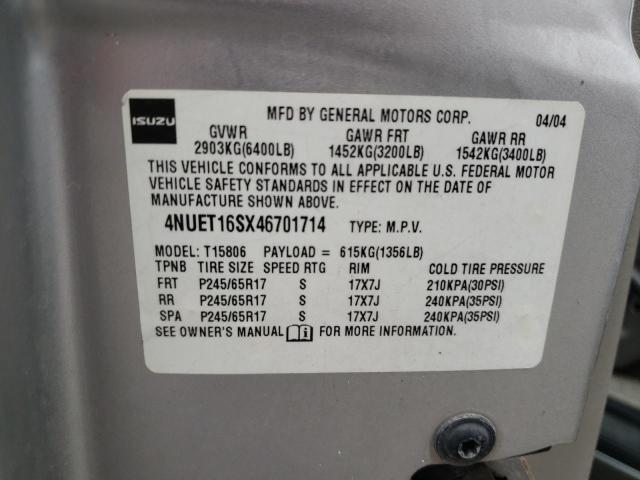 ISUZU MFD BY GENERAL MOTORS CORP. 04/04
GVWR GAWR FRT GAWR RR
2903KG(6400LB) 1452KG(3200LB) 1542KG(3400LB)
THIS VEHICLE CONFORMS TO ALL APPLICABLE U.S. FEDERAL MOTOR
VEHICLE SAFETY STANDARDS IN EFFECT ON THE DATE OF
MANUFACTURE SHOWN ABOVE.
4NUET16SX46701714 TYPE: M.P.V.
MODEL: T15806 PAYLOAD = 615KG(1356LB)
TPNB TIRE SIZE SPEED RTG RIM COLD TIRE PRESSURE
FRT P245/65R17 S 17X7J 210KPA(30PSI)
RR P245/65R17 S 17X7J 240KPA(35PSI)
SPA P245/65R17 S 17X7J 240KPA(35PSI)
SEE OWNER'S MANUAL FOR MORE INFORMATION.